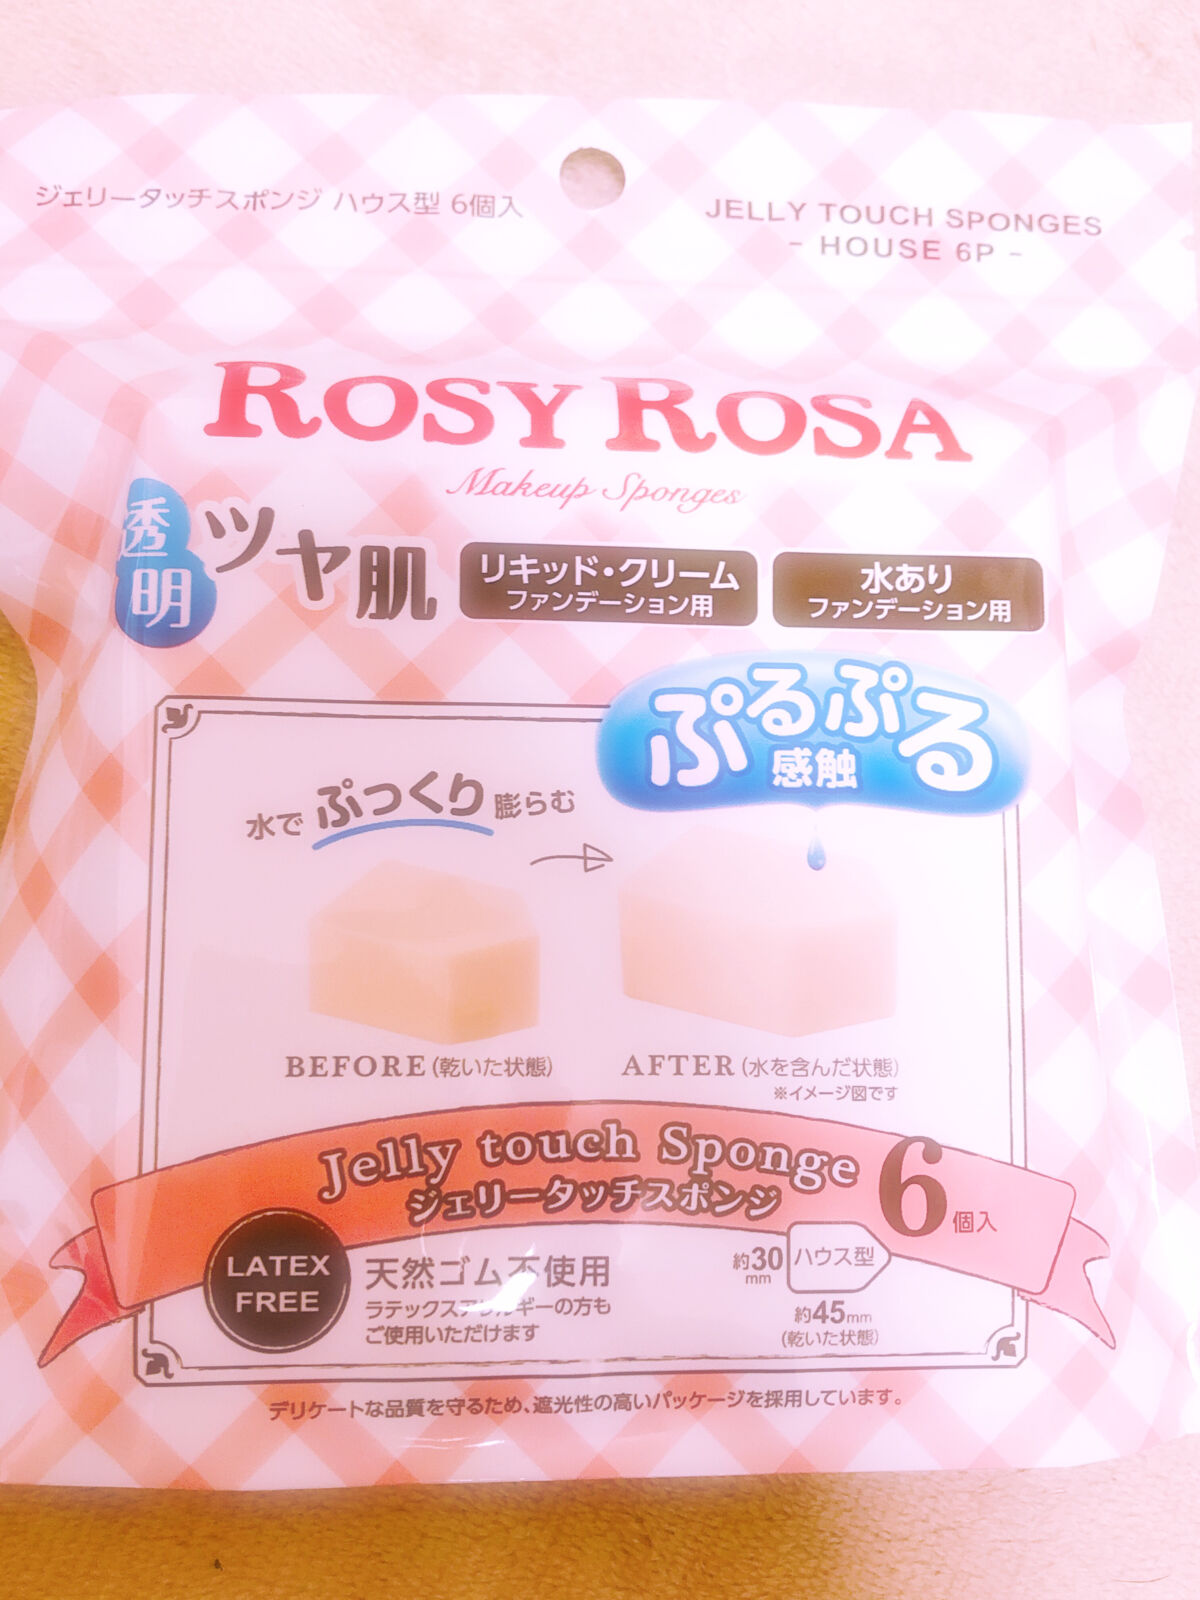 ジェリータッチスポンジ ハウス型 6個入
JELLY TOUCH SPONGES
- HOUSE 6P -
ROSY ROSA
Makeup Sponges
透明ツヤ肌
リキッド・クリーム
ファンデーション用
水あり
ファンデーション用
ぷるぷる
感触
水で ぷっくり 膨らむ
BEFORE (乾いた状態)
AFTER (水を含んだ状態)
※イメージ図です
Jelly touch Sponge
ジェリータッチスポンジ
6個入
LATEX
FREE
天然ゴム不使用
ラテックスアレルギーの方も
ご使用いただけます
約30
mm
ハウス型
約45mm
(乾いた状態)
デリケートな品質を守るため、遮光性の高いパッケージを採用しています。